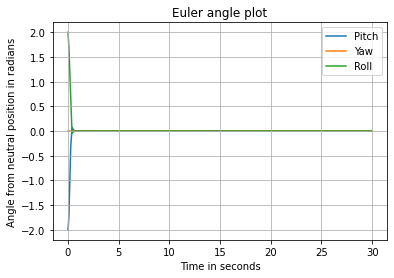 Euler angle plot
Angle from neutral position in radians
2.0
1.5
1.0
0.5
0.0
−0.5
−1.0
−1.5
−2.0
Pitch
Yaw
Roll
0
5
10
15
20
25
30
Time in seconds